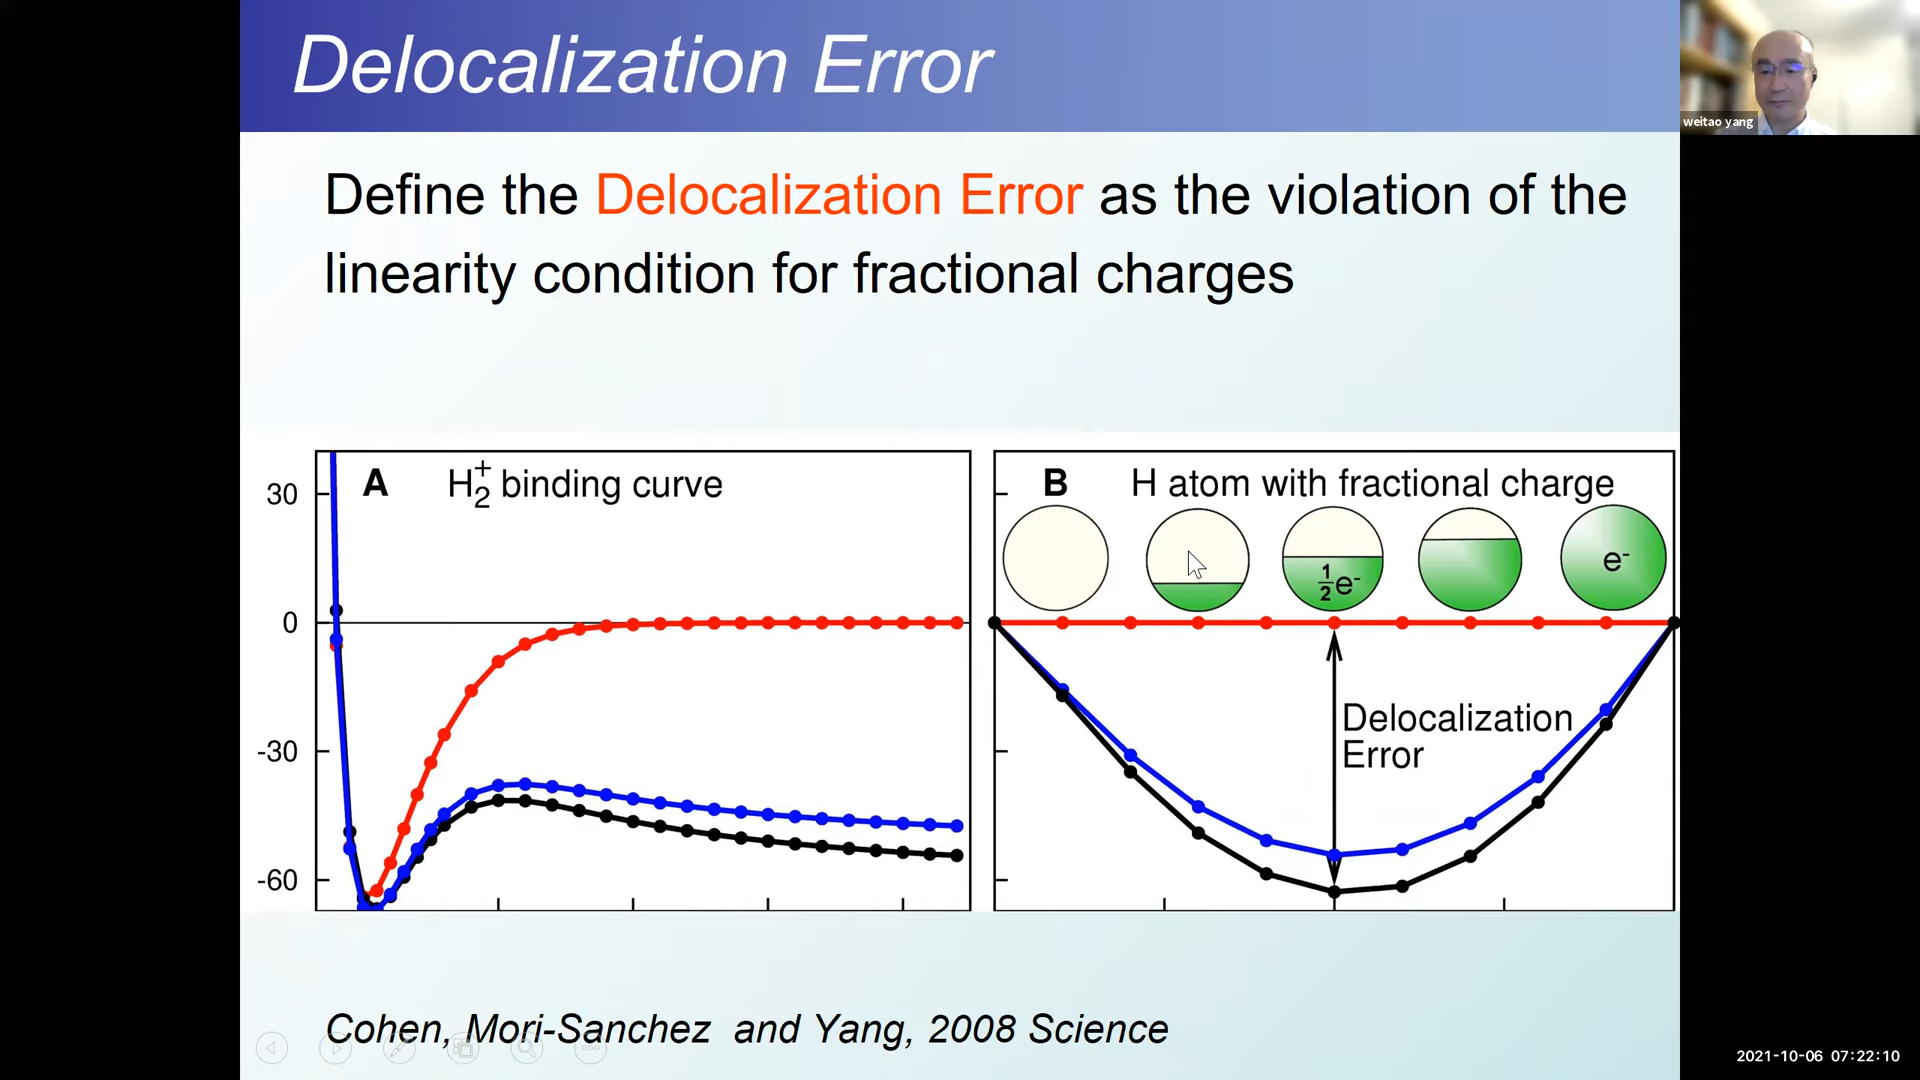 Delocalization Error
weitao yang
Define the Delocalization Error as the violation of the
linearity condition for fractional charges
A H₂⁺ binding curve
30
0
-30
-60
B H atom with fractional charge
½e⁻
e⁻
Delocalization
Error
Cohen, Mori-Sanchez and Yang, 2008 Science
2021-10-06 07:22:10